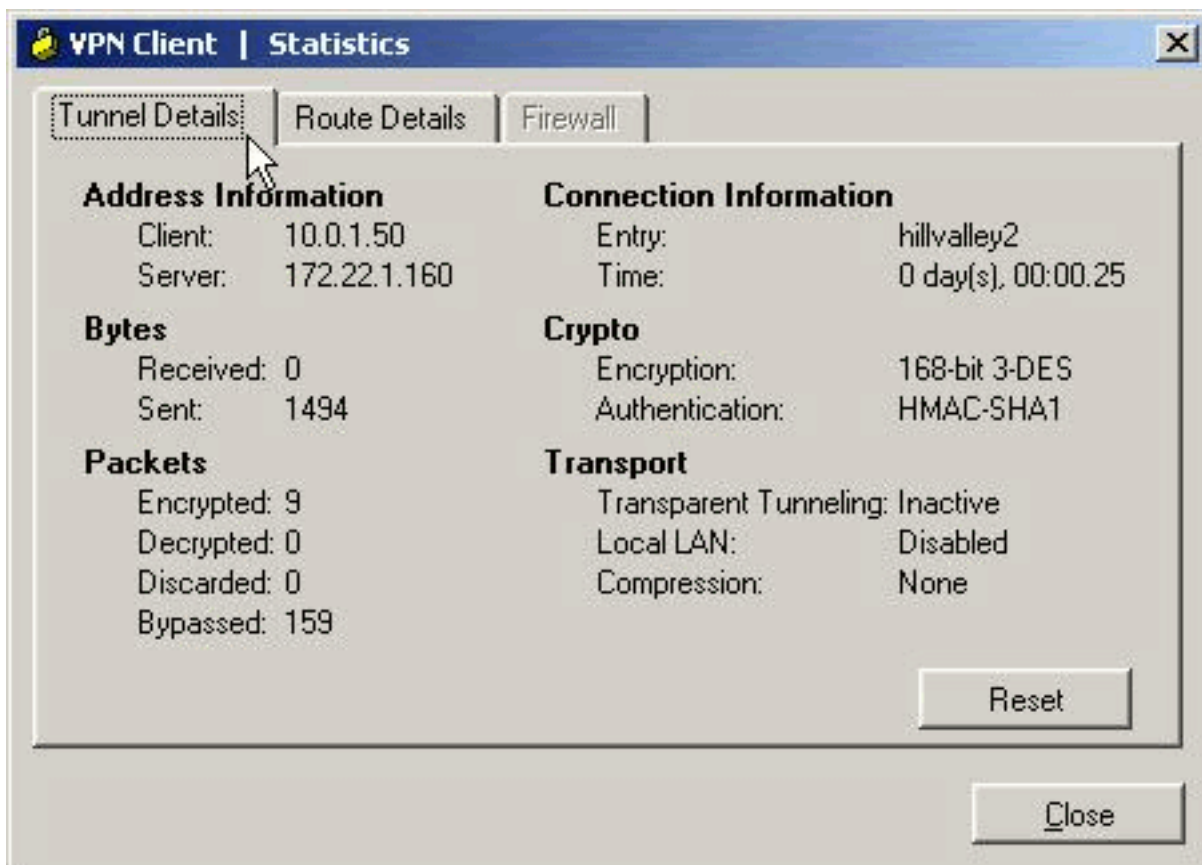 VPN Client | Statistics
Tunnel Details Route Details Firewall
Address Information
Client: 10.0.1.50
Server: 172.22.1.160
Connection Information
Entry: hillvalley2
Time: 0 day(s), 00:00.25
Bytes
Received: 0
Sent: 1494
Crypto
Encryption: 168-bit 3-DES
Authentication: HMAC-SHA1
Packets
Encrypted: 9
Decrypted: 0
Discarded: 0
Bypassed: 159
Transport
Transparent Tunneling: Inactive
Local LAN: Disabled
Compression: None
Reset
Close